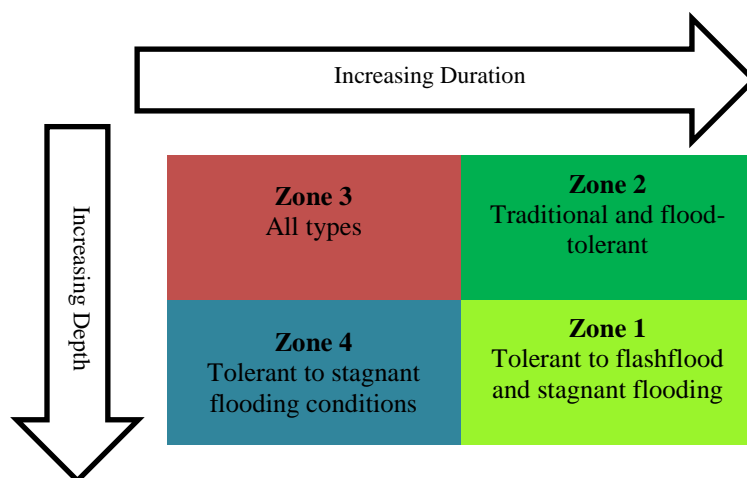 Increasing Duration
Increasing Depth
Zone 3
All types
Zone 2
Traditional and flood-
tolerant
Zone 4
Tolerant to stagnant
flooding conditions
Zone 1
Tolerant to flashflood
and stagnant flooding